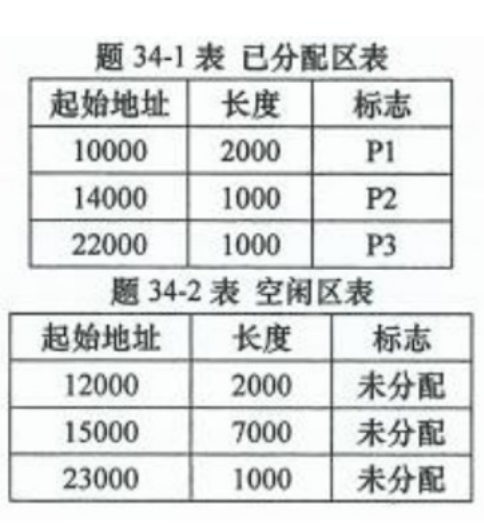 题 34-1 表 已分配区表
起始地址 长度 标志
10000 2000 P1
14000 1000 P2
22000 1000 P3
题 34-2 表 空闲区表
起始地址 长度 标志
12000 2000 未分配
15000 7000 未分配
23000 1000 未分配